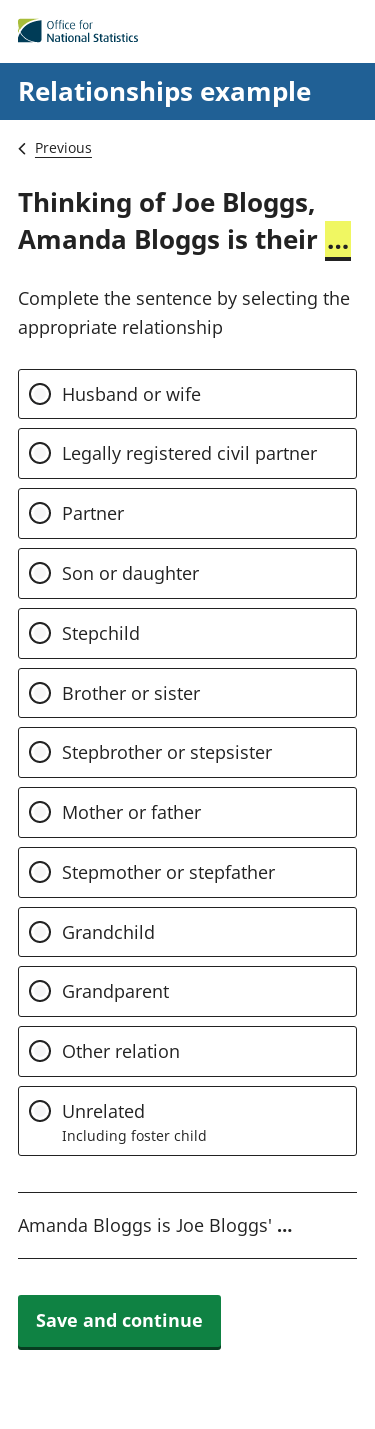 Office for
National Statistics
Relationships example
Previous
Thinking of Joe Bloggs,
Amanda Bloggs is their ...
Complete the sentence by selecting the
appropriate relationship
Husband or wife
Legally registered civil partner
Partner
Son or daughter
Stepchild
Brother or sister
Stepbrother or stepsister
Mother or father
Stepmother or stepfather
Grandchild
Grandparent
Other relation
Unrelated
Including foster child
Amanda Bloggs is Joe Bloggs' ...
Save and continue